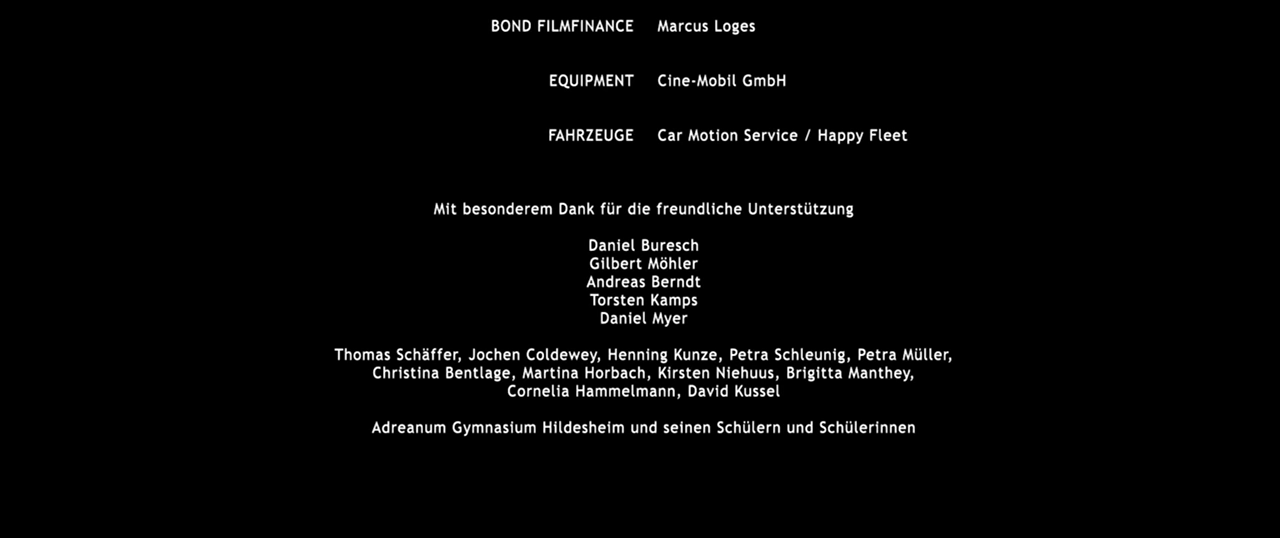 BOND FILMFINANCE Marcus Loges
EQUIPMENT Cine-Mobil GmbH
FAHRZEUGE Car Motion Service / Happy Fleet
Mit besonderem Dank für die freundliche Unterstützung
Daniel Buresch
Gilbert Möhler
Andreas Berndt
Torsten Kamps
Daniel Myer
Thomas Schäffer, Jochen Coldewey, Henning Kunze, Petra Schleunig, Petra Müller,
Christina Bentlage, Martina Horbach, Kirsten Niehuus, Brigitta Manthey,
Cornelia Hammelmann, David Kussel
Adreanum Gymnasium Hildesheim und seinen Schülern und Schülerinnen